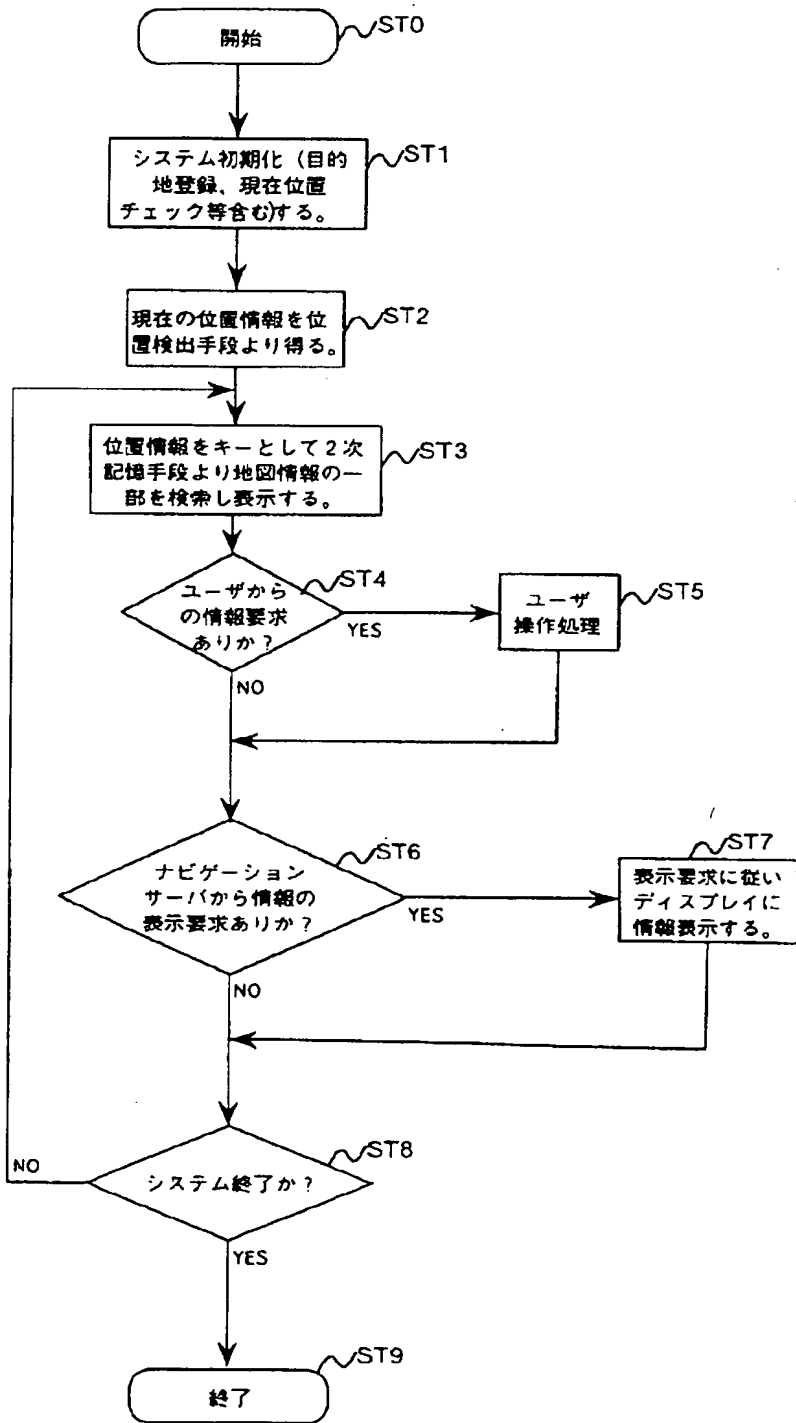 開始
ST0
システム初期化（目的
地登録、現在位置
チェック等含む)する。
ST1
現在の位置情報を位
置検出手段より得る。
ST2
位置情報をキーとして２次
記憶手段より地図情報の一
部を検索し表示する。
ST3
ユーザから
の情報要求
ありか？
ST4
YES
NO
ユーザ
操作処理
ST5
ナビゲーション
サーバから情報の
表示要求ありか？
ST6
YES
NO
ST7
表示要求に従い
ディスプレイに
情報表示する。
システム終了か？
ST8
NO
YES
終了
ST9